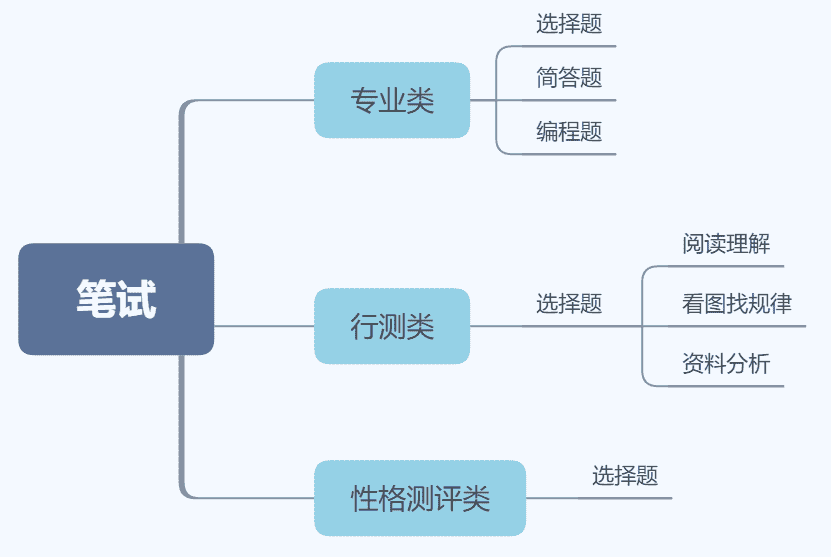 笔试
专业类
选择题
简答题
编程题
行测类
选择题
阅读理解
看图找规律
资料分析
性格测评类
选择题